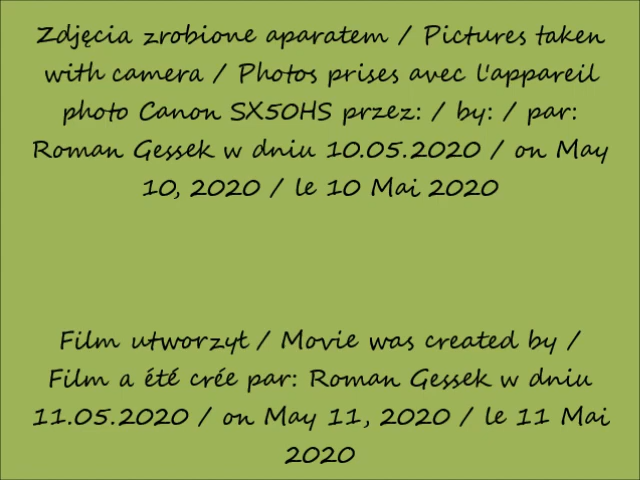 Zdjęcia zrobione aparatem / Pictures taken
with camera / Photos prises avec l'appareil
photo Canon SX50HS przez: / by: / par:
Roman Gessek w dniu 10.05.2020 / on May
10, 2020 / le 10 Mai 2020
Film utworzył / Movie was created by /
Film a été crée par: Roman Gessek w dniu
11.05.2020 / on May 11, 2020 / le 11 Mai
2020